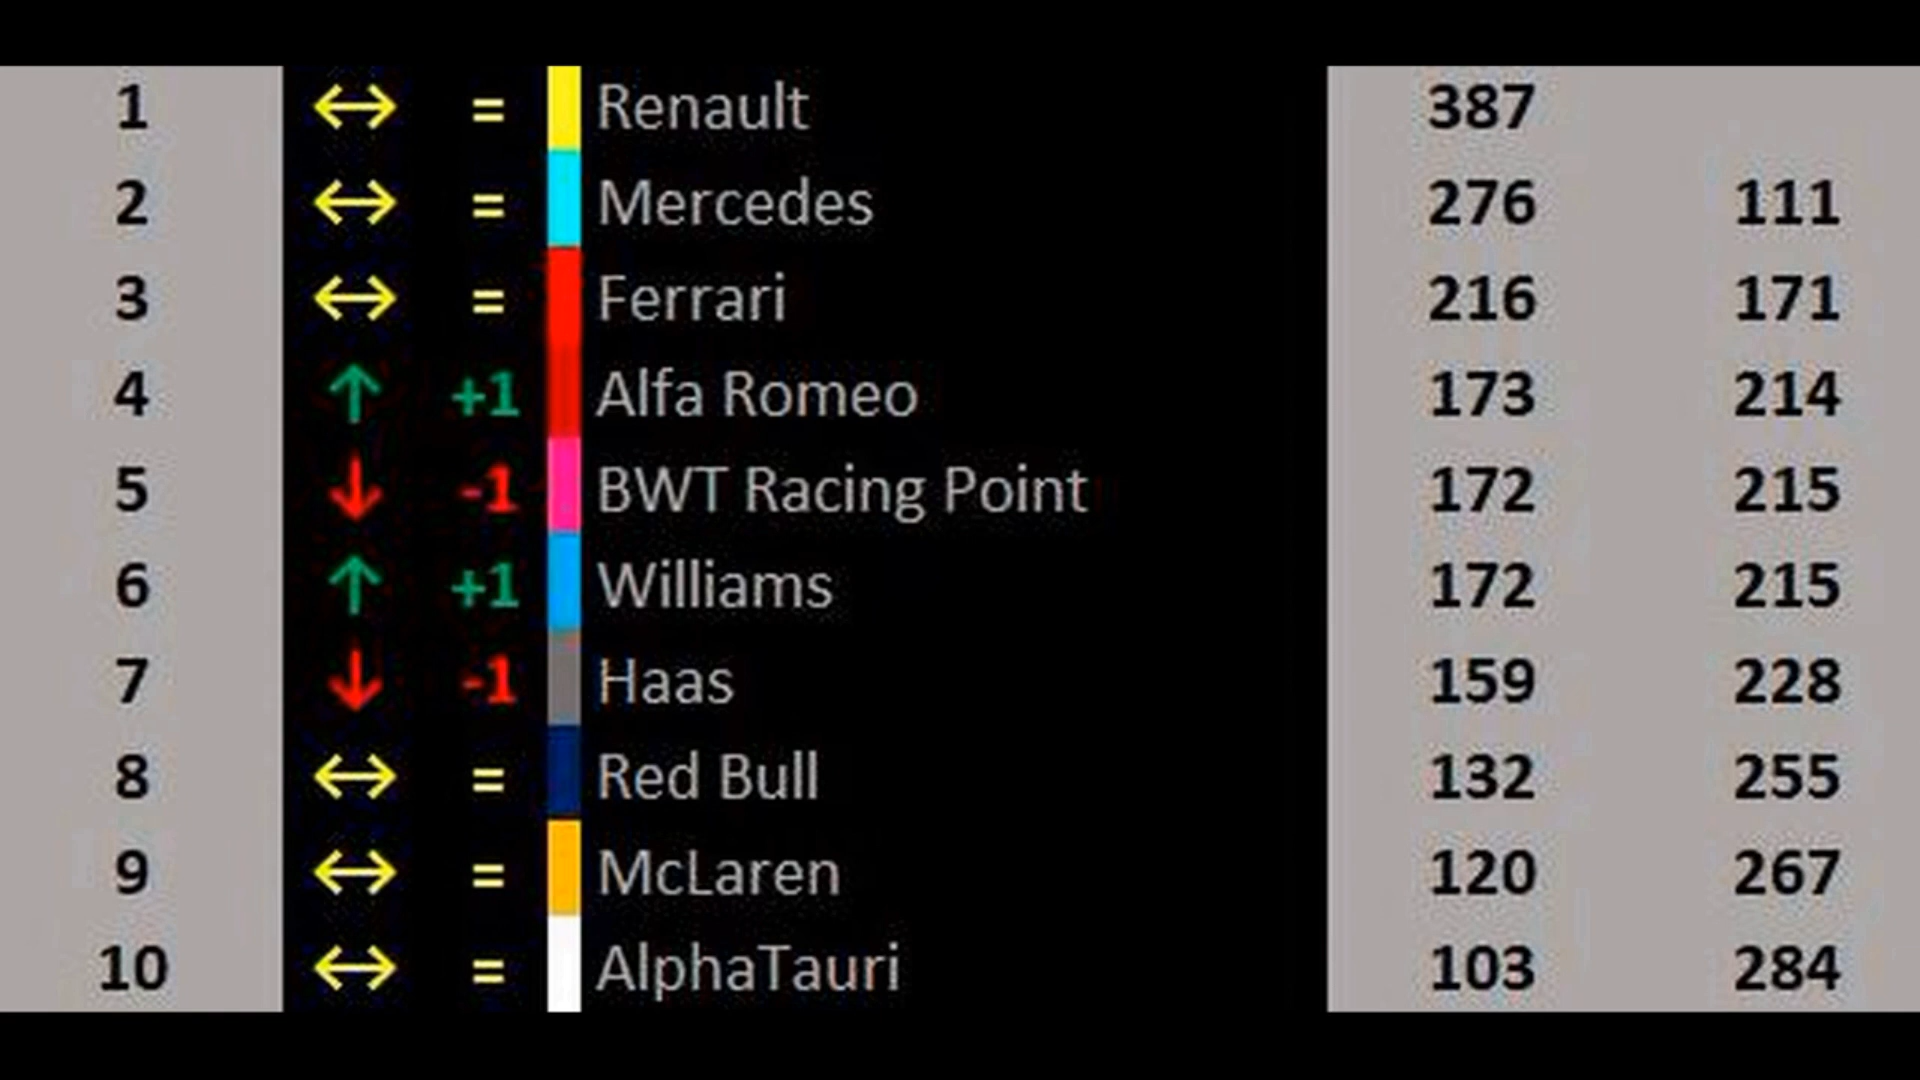 1 ↔ = Renault 387
2 ↔ = Mercedes 276 111
3 ↔ = Ferrari 216 171
4 ↑ +1 Alfa Romeo 173 214
5 ↓ -1 BWT Racing Point 172 215
6 ↑ +1 Williams 172 215
7 ↓ -1 Haas 159 228
8 ↔ = Red Bull 132 255
9 ↔ = McLaren 120 267
10 ↔ = AlphaTauri 103 284